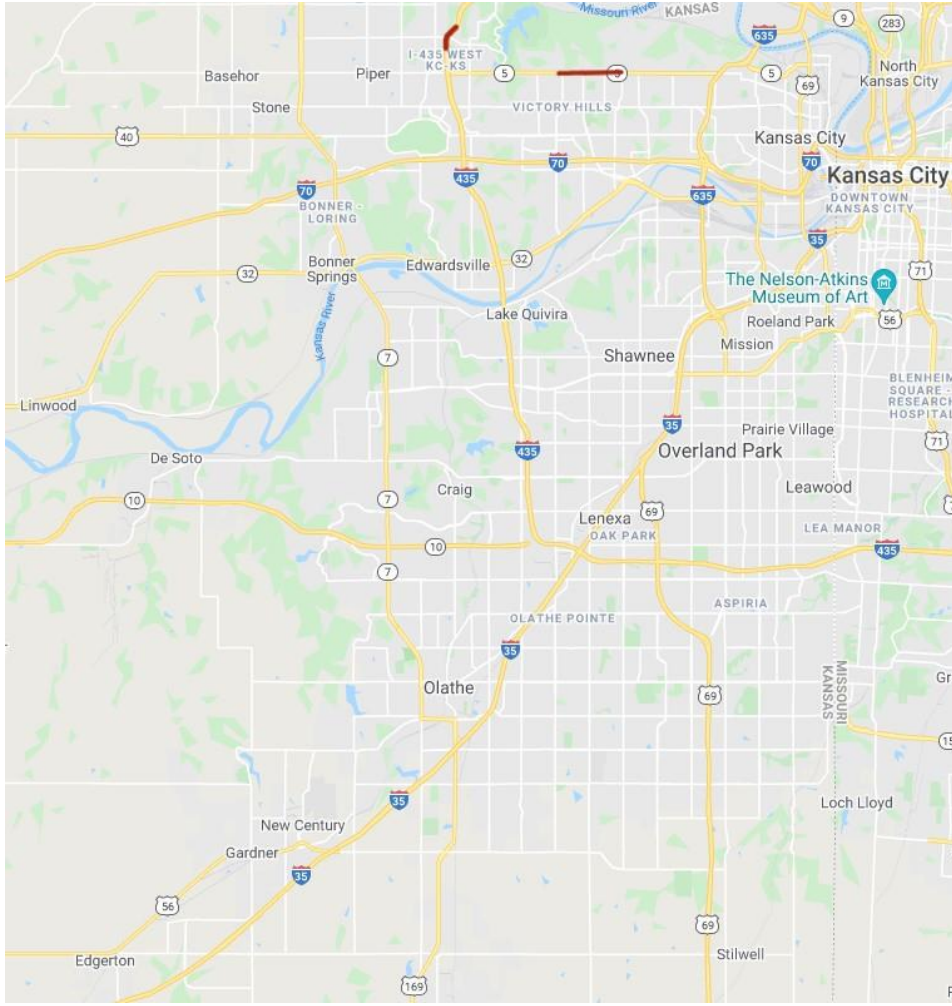 Missouri River
KANSAS
9
283
635
I-435 WEST
KC-KS
Piper
5
5
5
Basehor
69
North
Kansas City
Stone
VICTORY HILLS
40
Kansas City
70
70
435
70
635
Kansas City
BONNER -
LORING
DOWNTOWN
KANSAS CITY
35
Bonner
Springs
Edwardsville
32
32
71
The Nelson-Atkins
Museum of Art
Kansas River
Lake Quivira
Roeland Park
56
Mission
7
Shawnee
BLENHEIM
SQUARE -
RESEARCH
HOSPITAL
Linwood
35
Prairie Village
71
De Soto
435
Overland Park
Craig
Leawood
10
7
69
Lenexa
OAK PARK
LEA MANOR
10
435
7
ASPIRIA
OLATHE POINTE
35
MISSOURI
KANSAS
Gr
Olathe
69
15
35
Loch Lloyd
New Century
Gardner
35
56
69
Edgerton
Stilwell
169